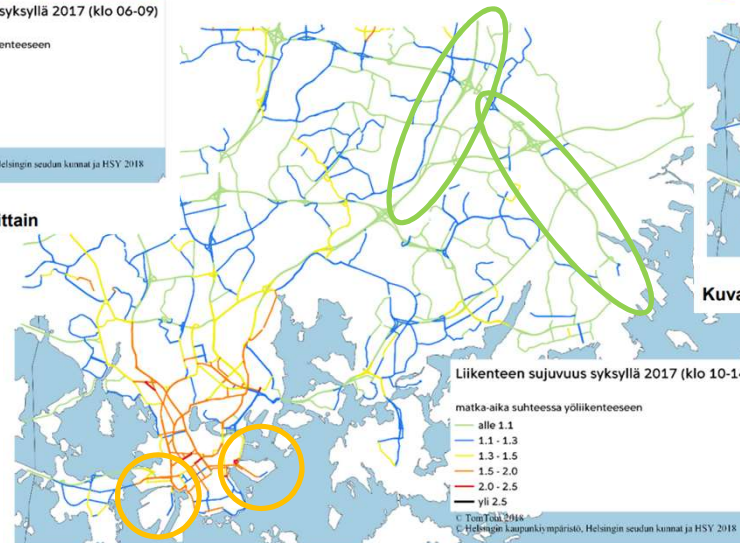 syksyllä 2017 (klo 06-09)
enteeseen
Helsingin seudun kunnat ja HSY 2018
ittain
Kuva
Liikenteen sujuvuus syksyllä 2017 (klo 10-14
matka-aika suhteessa yöliikenteeseen
alle 1.1
1.1 - 1.3
1.3 - 1.5
1.5 - 2.0
2.0 - 2.5
yli 2.5
© TomTom 2018
© Helsingin kaupunkiympäristö, Helsingin seudun kunnat ja HSY 2018